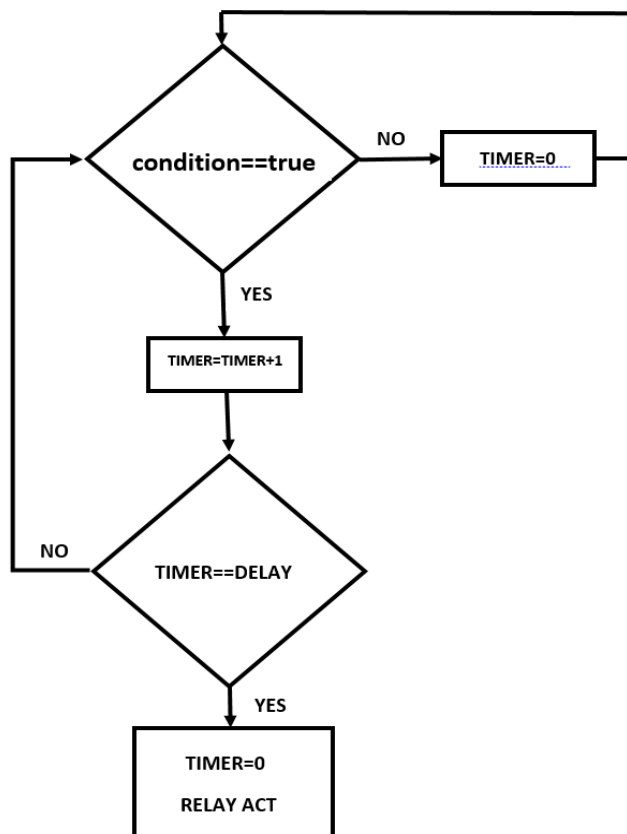 condition==true
NO
TIMER=0
YES
TIMER=TIMER+1
NO
TIMER==DELAY
YES
TIMER=0
RELAY ACT